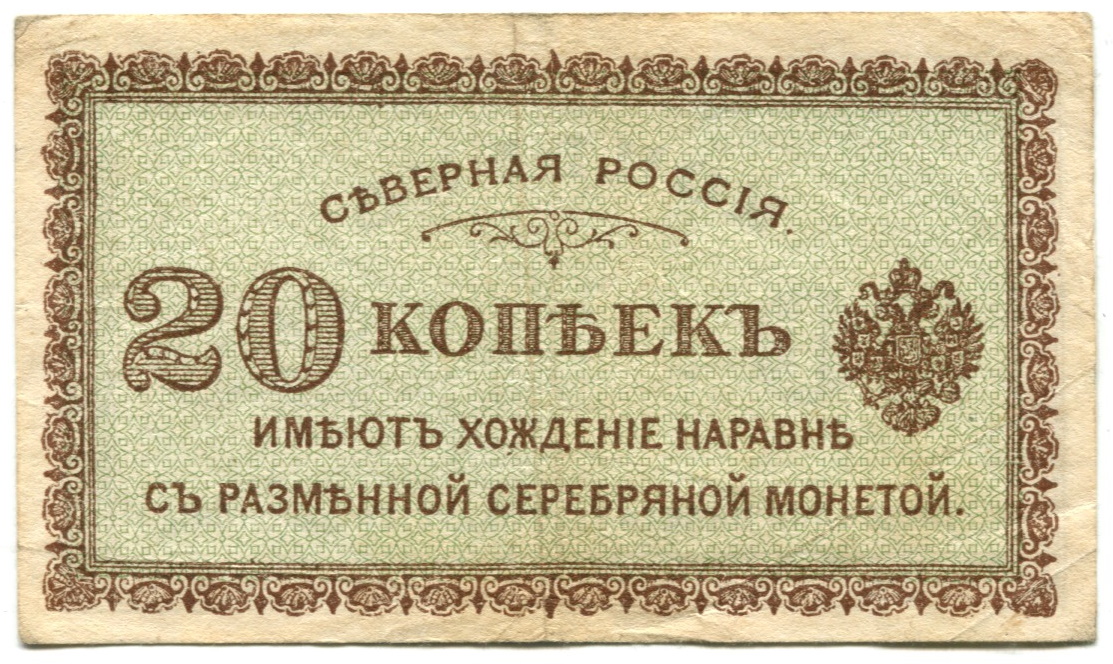 СѢВЕРНАЯ РОССІЯ.
20 КОПѢЕКЪ
ИМѢЮТЪ ХОЖДЕНІЕ НАРАВНѢ
СЪ РАЗМѢННОЙ СЕРЕБРЯНОЙ МОНЕТОЙ.